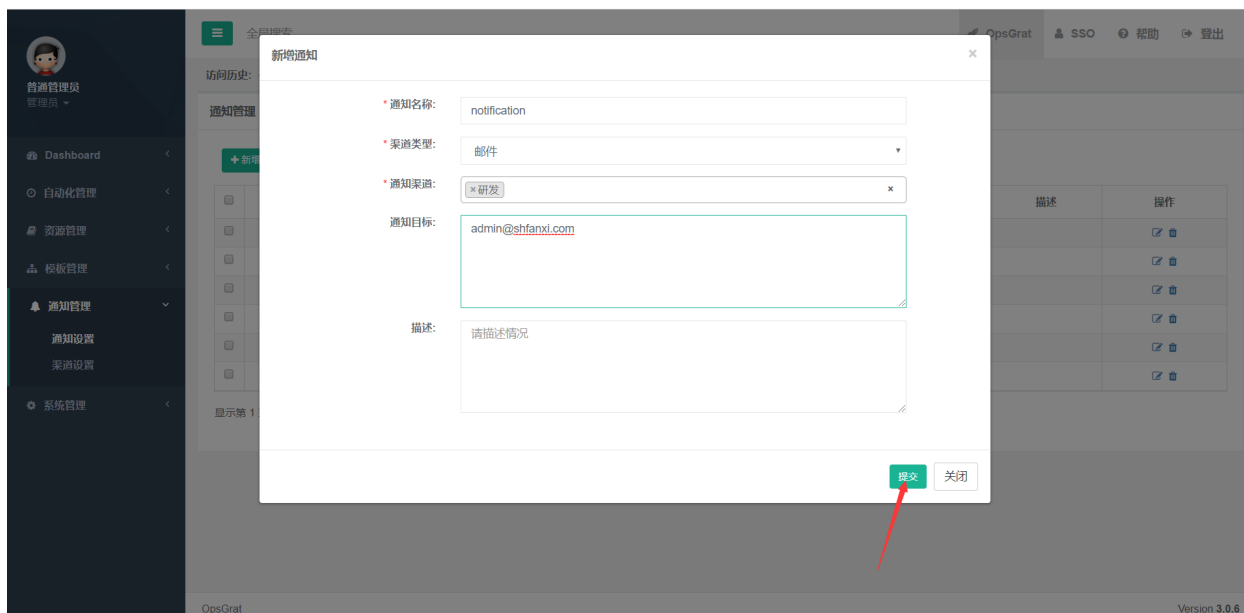 全局搜索
OpsGrat
SSO
帮助
登出
普通管理员
管理员
访问历史:
通知管理
Dashboard
自动化管理
资源管理
模板管理
通知管理
通知设置
渠道设置
系统管理
+新增
描述
操作
显示第 1
新增通知
×
* 通知名称:
notification
* 渠道类型:
邮件
* 通知渠道:
×研发
×
通知目标:
admin@shfanxi.com
描述:
请描述情况
提交
关闭
OpsGrat
Version 3.0.6